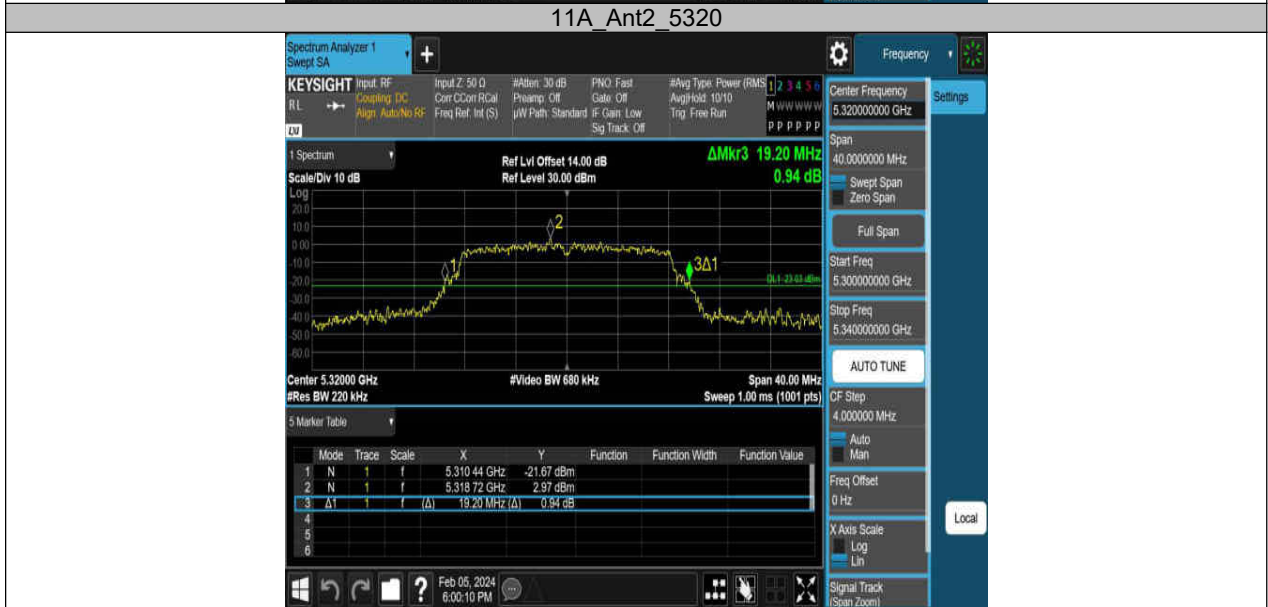 11A_Ant2_5320
Spectrum Analyzer 1
Swept SA
+
Frequency
KEYSIGHT
RL
LXI
Input: RF
Coupling: DC
Align: Auto/No RF
Input Z: 50 Ω
Corr CCorr RCal
Freq Ref: Int (S)
#Atten: 30 dB
Preamp: Off
µW Path: Standard
PNO: Fast
Gate: Off
IF Gain: Low
Sig Track: Off
#Avg Type: Power (RMS
Avg|Hold: 10/10
Trig: Free Run
1 2 3 4 5 6
M W W W W W
P P P P P P
1 Spectrum
Scale/Div 10 dB
Ref Lvl Offset 14.00 dB
Ref Level 30.00 dBm
ΔMkr3 19.20 MHz
0.94 dB
Log
20.0
10.0
0.00
-10.0
-20.0
-30.0
-40.0
-50.0
-60.0
1
2
3Δ1
DL1 -23.03 dBm
Center 5.32000 GHz
#Video BW 680 kHz
Span 40.00 MHz
#Res BW 220 kHz
Sweep 1.00 ms (1001 pts)
5 Marker Table
Mode Trace Scale X Y Function Function Width Function Value
1 N 1 f 5.310 44 GHz -21.67 dBm
2 N 1 f 5.318 72 GHz 2.97 dBm
3 Δ1 1 f (Δ) 19.20 MHz (Δ) 0.94 dB
4
5
6
Feb 05, 2024
6:00:10 PM
Center Frequency
5.320000000 GHz
Settings
Span
40.0000000 MHz
Swept Span
Zero Span
Full Span
Start Freq
5.300000000 GHz
Stop Freq
5.340000000 GHz
AUTO TUNE
CF Step
4.000000 MHz
Auto
Man
Freq Offset
0 Hz
X Axis Scale
Log
Lin
Local
Signal Track
(Span Zoom)